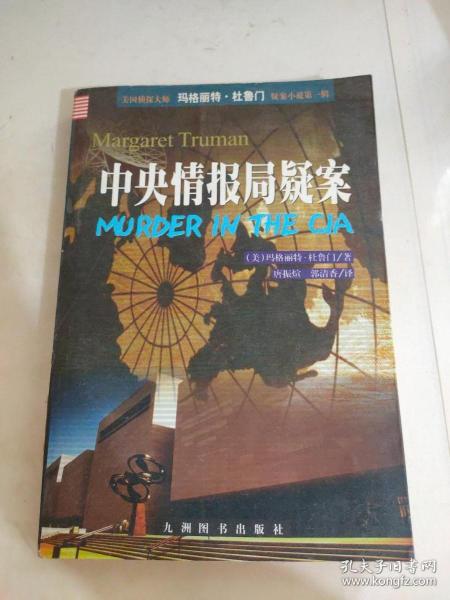 美国侦探大师 玛格丽特·杜鲁门 疑案小说第一辑
Margaret Truman
中央情报局疑案
MURDER IN THE CIA
(美)玛格丽特·杜鲁门/著
唐振煊 郭洁香/译
九洲图书出版社
孔夫子旧书网
www.kongfz.com